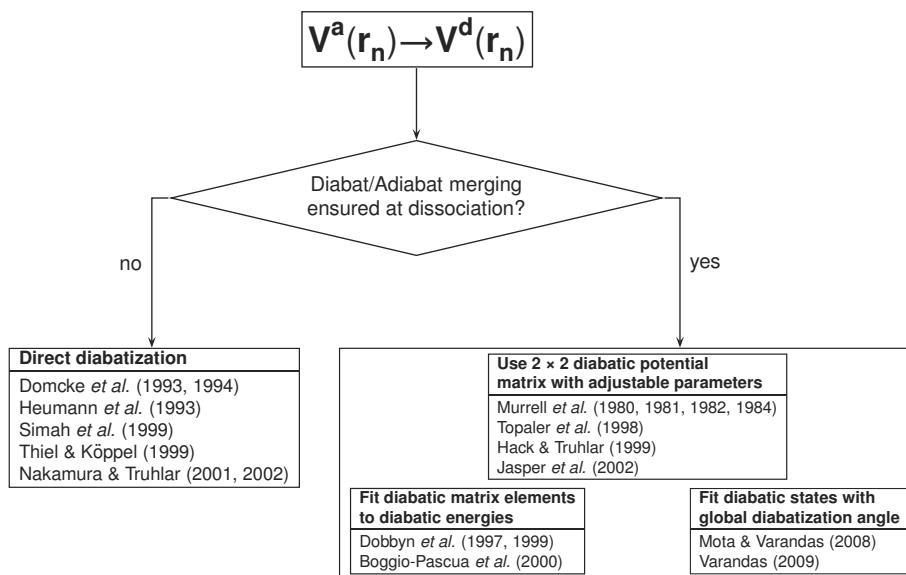 V^a(r_n)→V^d(r_n)
Diabat/Adiabat merging
ensured at dissociation?
no
yes
Direct diabatization
Domcke et al. (1993, 1994)
Heumann et al. (1993)
Simah et al. (1999)
Thiel & Köppel (1999)
Nakamura & Truhlar (2001, 2002)
Use 2 × 2 diabatic potential
matrix with adjustable parameters
Murrell et al. (1980, 1981, 1982, 1984)
Topaler et al. (1998)
Hack & Truhlar (1999)
Jasper et al. (2002)
Fit diabatic matrix elements
to diabatic energies
Dobbyn et al. (1997, 1999)
Boggio-Pascua et al. (2000)
Fit diabatic states with
global diabatization angle
Mota & Varandas (2008)
Varandas (2009)